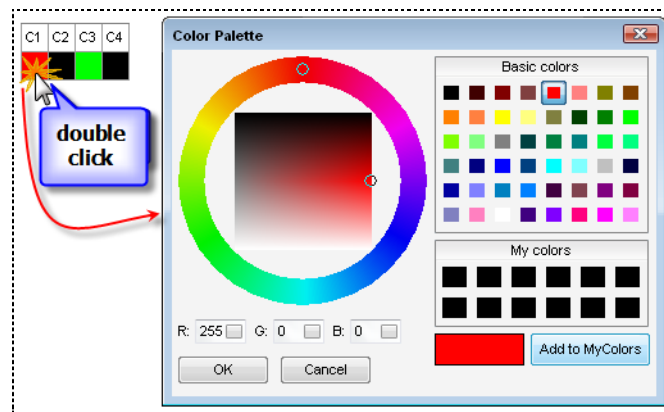 C1 C2 C3 C4
double
click
Color Palette
Basic colors
My colors
R: 255 G: 0 B: 0
Add to MyColors
OK Cancel